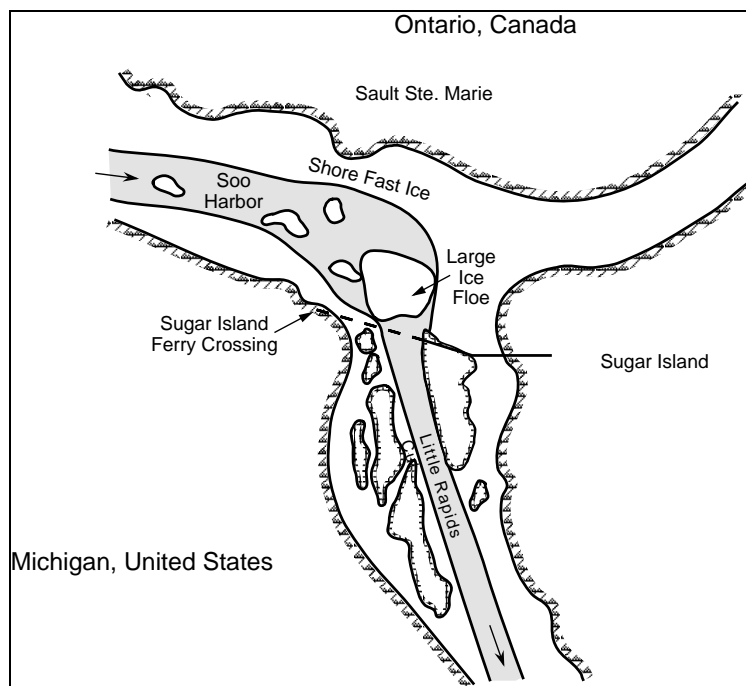 Ontario, Canada
Sault Ste. Marie
Shore Fast Ice
Soo
Harbor
Large
Ice
Floe
Sugar Island
Ferry Crossing
Sugar Island
Little Rapids
Michigan, United States